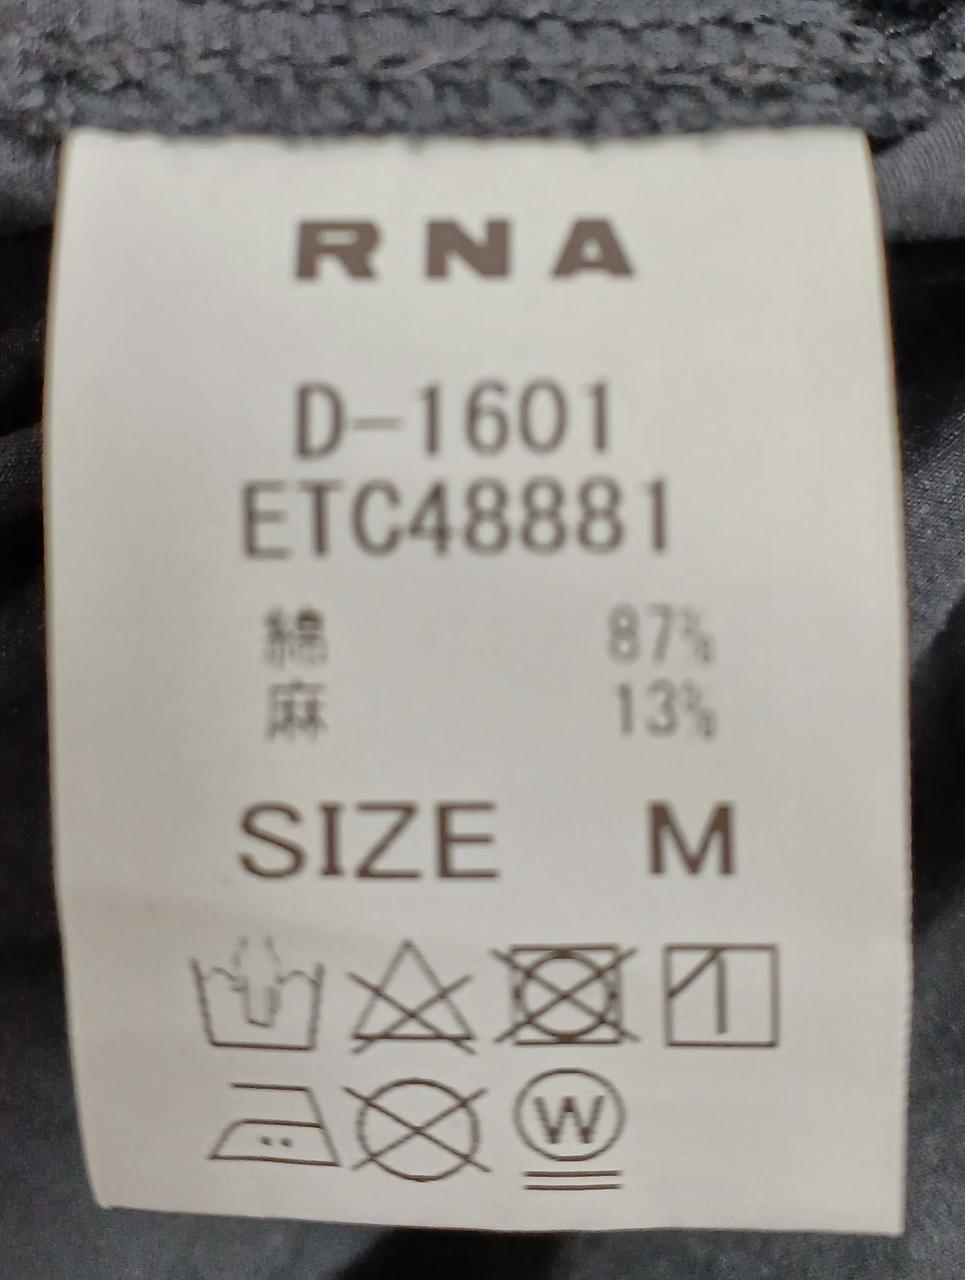 RNA
D-1601
ETC48881
綿 87%
麻 13%
SIZE M
W